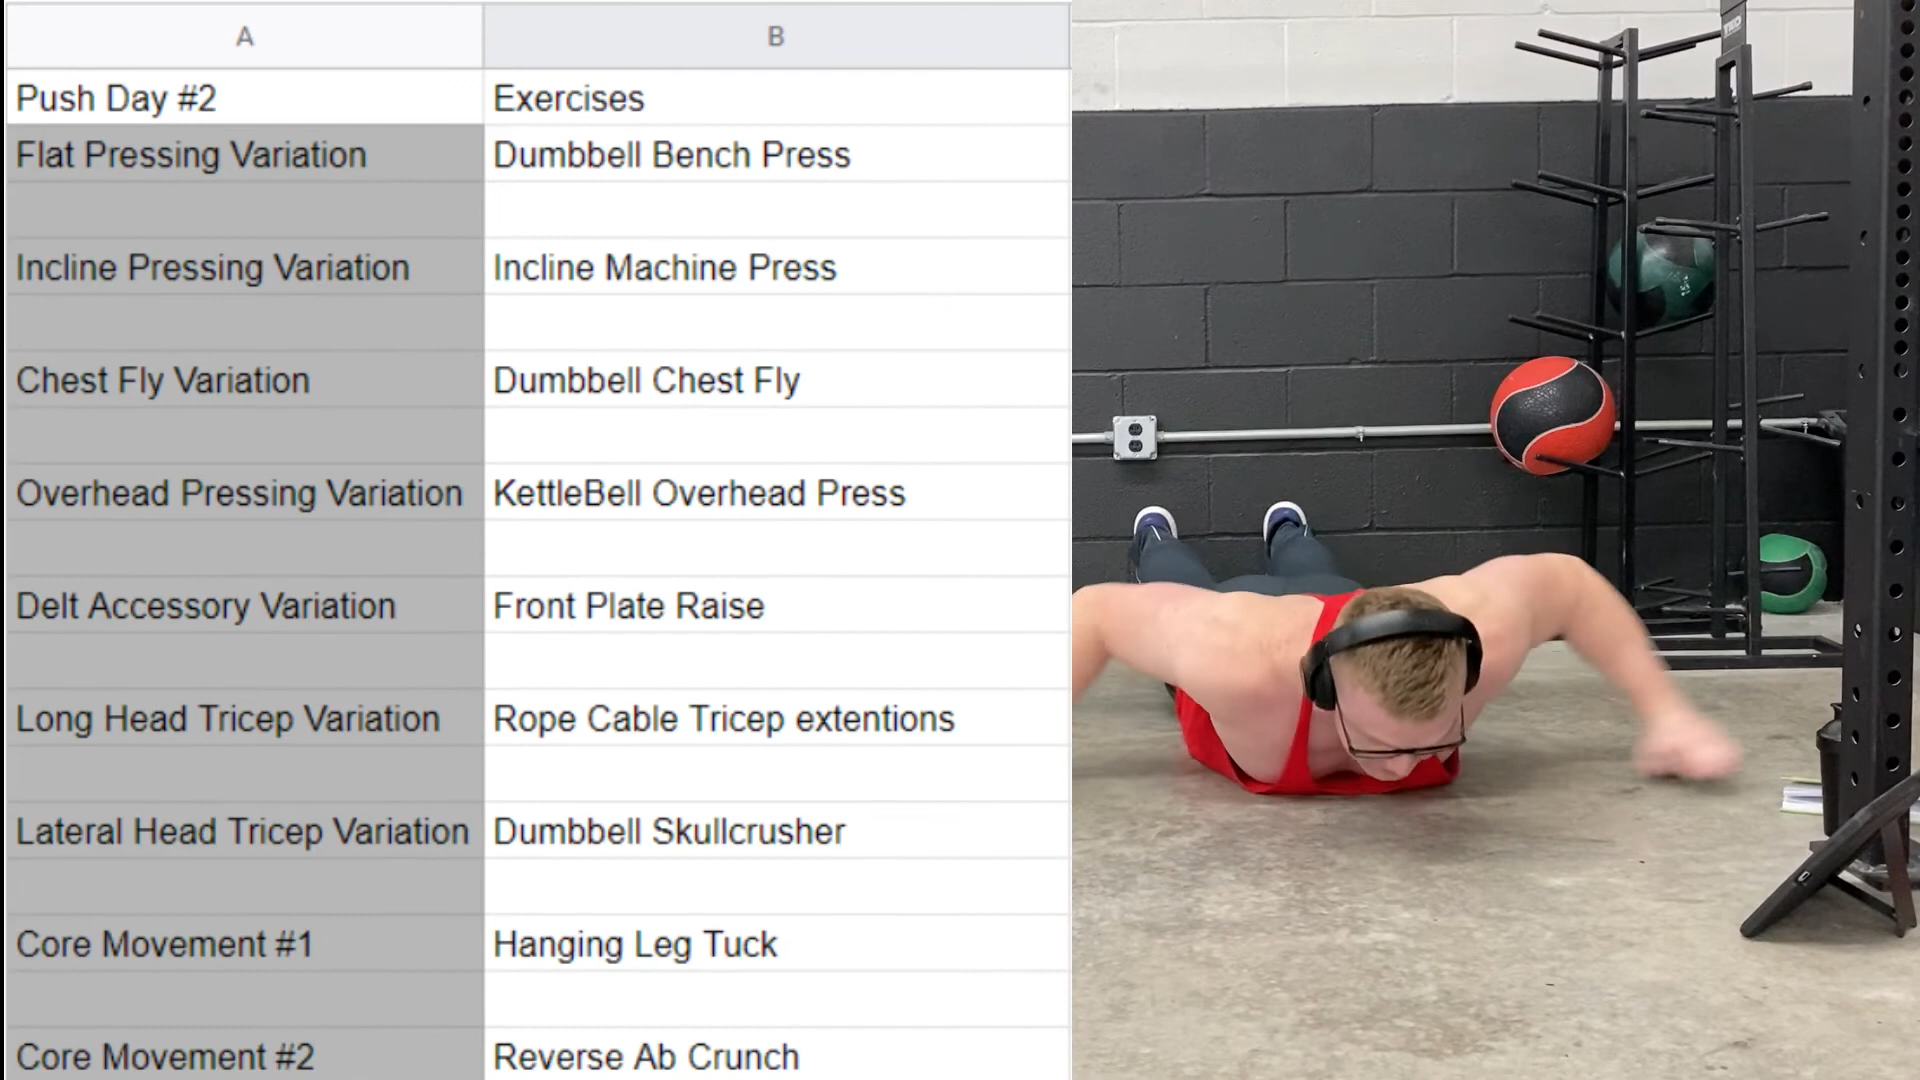 A B
Push Day #2 Exercises
Flat Pressing Variation Dumbbell Bench Press
Incline Pressing Variation Incline Machine Press
Chest Fly Variation Dumbbell Chest Fly
Overhead Pressing Variation KettleBell Overhead Press
Delt Accessory Variation Front Plate Raise
Long Head Tricep Variation Rope Cable Tricep extentions
Lateral Head Tricep Variation Dumbbell Skullcrusher
Core Movement #1 Hanging Leg Tuck
Core Movement #2 Reverse Ab Crunch